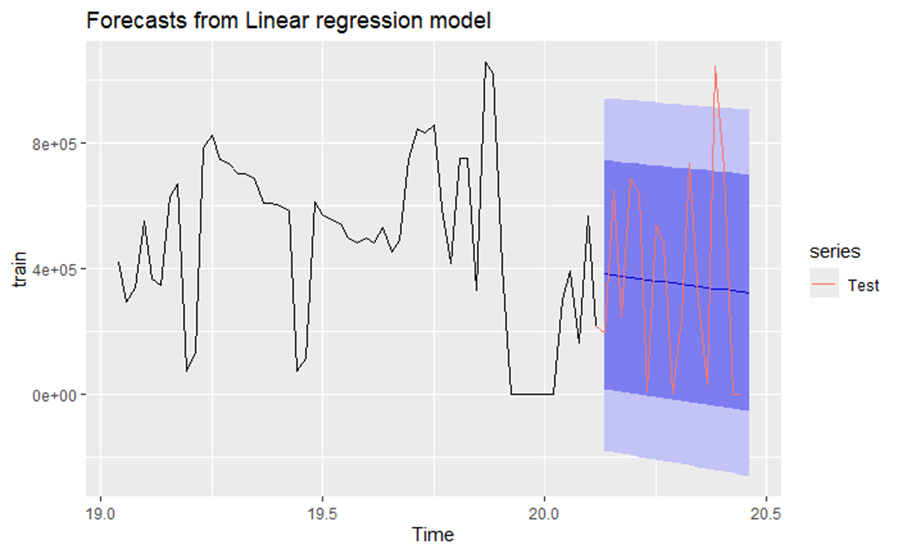 Forecasts from Linear regression model
8e+05
4e+05
0e+00
train
19.0
19.5
20.0
20.5
Time
series
Test